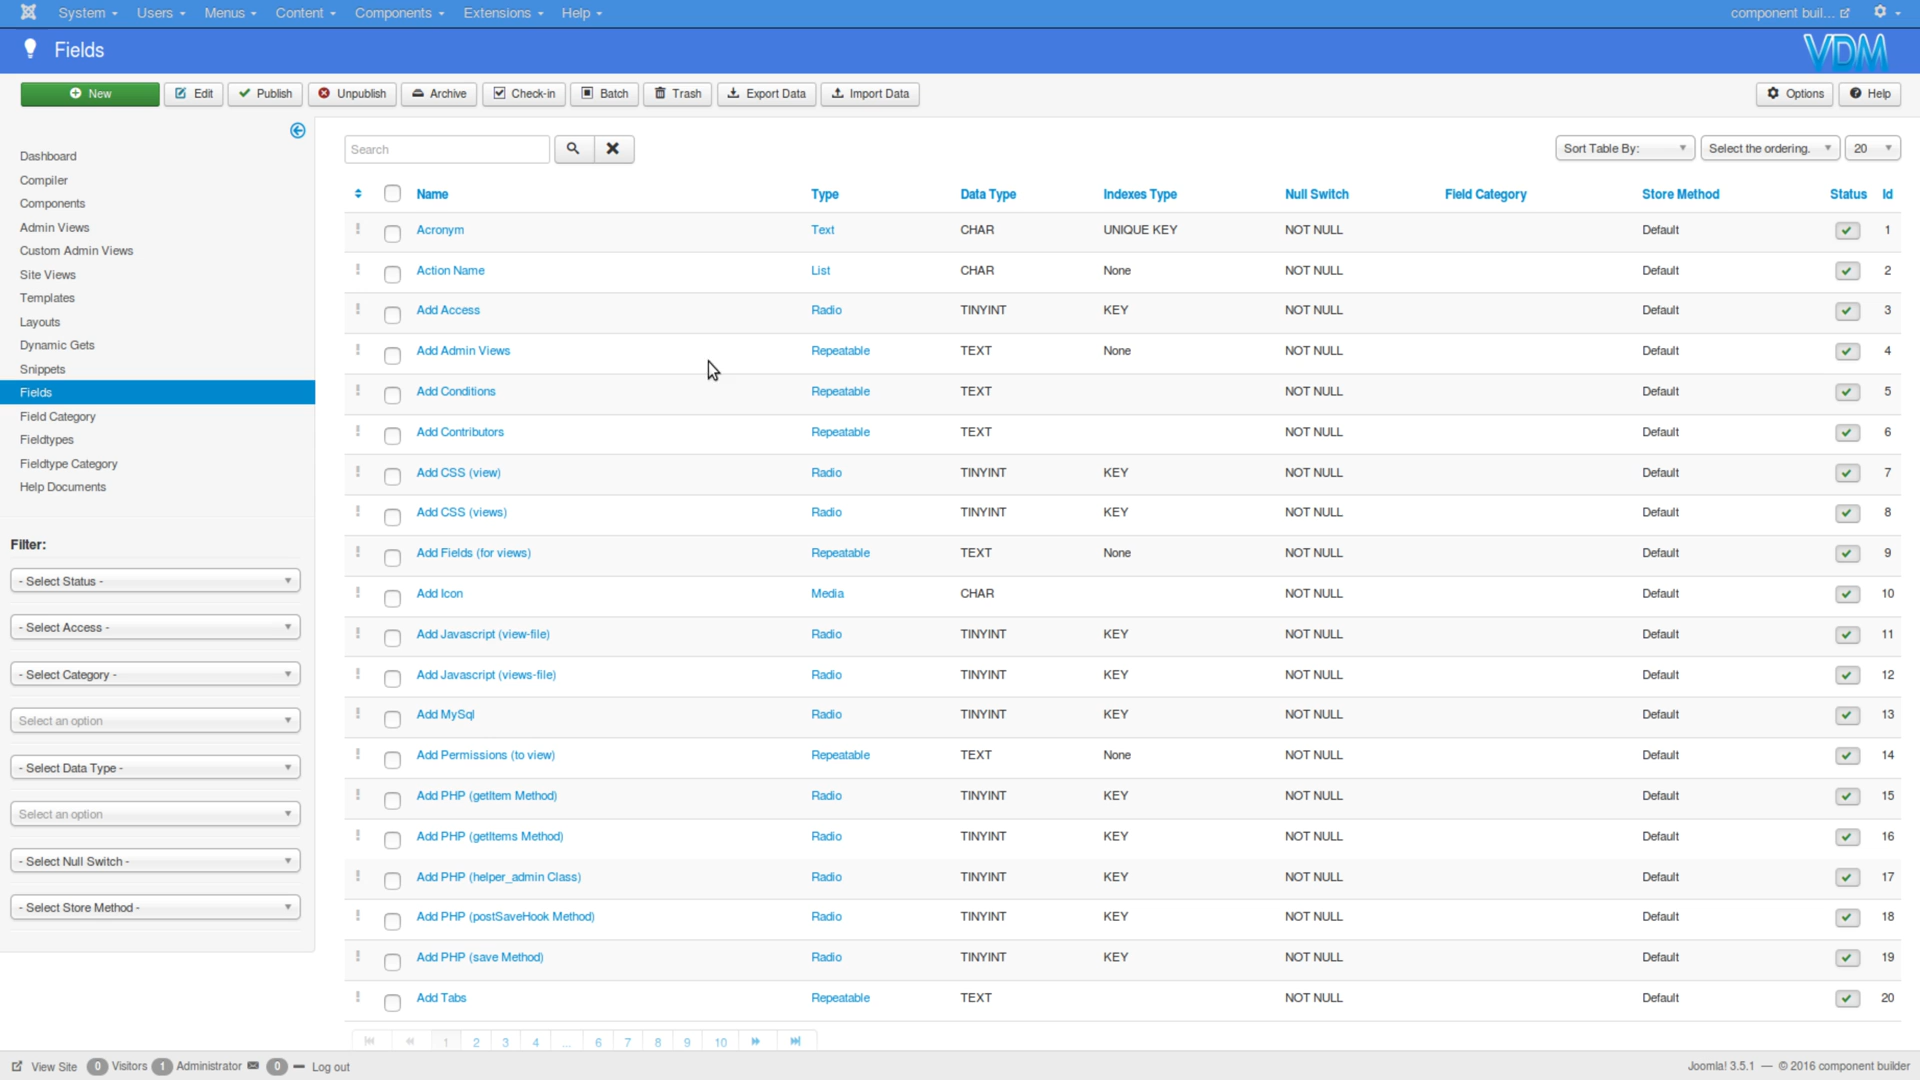 System Users Menus Content Components Extensions Help component buil...
Fields VDM
New Edit Publish Unpublish Archive Check-in Batch Trash Export Data Import Data Options Help
Dashboard
Compiler
Components
Admin Views
Custom Admin Views
Site Views
Templates
Layouts
Dynamic Gets
Snippets
Fields
Field Category
Fieldtypes
Fieldtype Category
Help Documents
Filter:
- Select Status -
- Select Access -
- Select Category -
Select an option
- Select Data Type -
Select an option
- Select Null Switch -
- Select Store Method -
Search Sort Table By: Select the ordering. 20
Name Type Data Type Indexes Type Null Switch Field Category Store Method Status Id
Acronym Text CHAR UNIQUE KEY NOT NULL Default 1
Action Name List CHAR None NOT NULL Default 2
Add Access Radio TINYINT KEY NOT NULL Default 3
Add Admin Views Repeatable TEXT None NOT NULL Default 4
Add Conditions Repeatable TEXT NOT NULL Default 5
Add Contributors Repeatable TEXT NOT NULL Default 6
Add CSS (view) Radio TINYINT KEY NOT NULL Default 7
Add CSS (views) Radio TINYINT KEY NOT NULL Default 8
Add Fields (for views) Repeatable TEXT None NOT NULL Default 9
Add Icon Media CHAR NOT NULL Default 10
Add Javascript (view-file) Radio TINYINT KEY NOT NULL Default 11
Add Javascript (views-file) Radio TINYINT KEY NOT NULL Default 12
Add MySql Radio TINYINT KEY NOT NULL Default 13
Add Permissions (to view) Repeatable TEXT None NOT NULL Default 14
Add PHP (getItem Method) Radio TINYINT KEY NOT NULL Default 15
Add PHP (getItems Method) Radio TINYINT KEY NOT NULL Default 16
Add PHP (helper_admin Class) Radio TINYINT KEY NOT NULL Default 17
Add PHP (postSaveHook Method) Radio TINYINT KEY NOT NULL Default 18
Add PHP (save Method) Radio TINYINT KEY NOT NULL Default 19
Add Tabs Repeatable TEXT NOT NULL Default 20
1 2 3 4 ... 6 7 8 9 10
View Site 0 Visitors 1 Administrator 0 Log out Joomla! 3.5.1 — © 2016 component builder